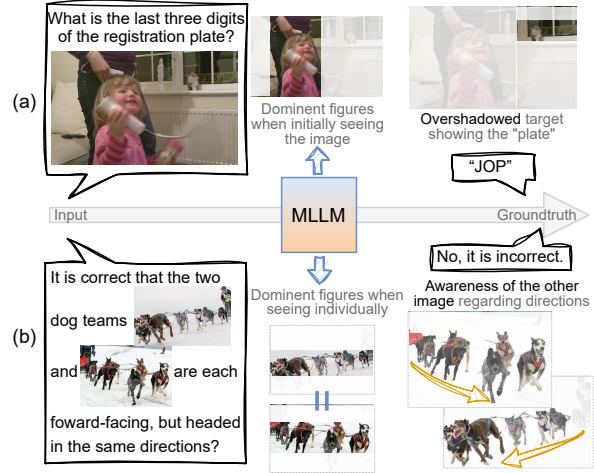 What is the last three digits
of the registration plate?
(a)
Dominent figures
when initially seeing
the image
Overshadowed target
showing the "plate"
“JOP”
Input
MLLM
Groundtruth
No, it is incorrect.
It is correct that the two
dog teams
and
are each
foward-facing, but headed
in the same directions?
(b)
Dominent figures when
seeing individually
Awareness of the other
image regarding directions